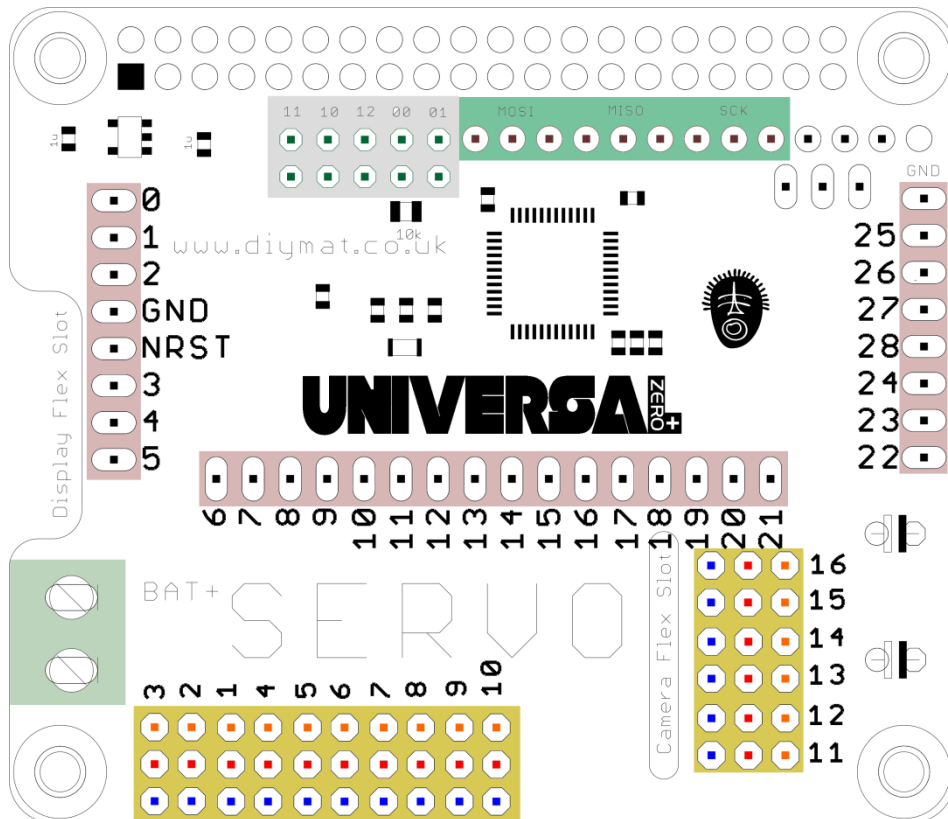 11 10 12 00 01 MOSI MISO SCK
1u
1u
GND
0
1
2
GND
NRST
3
4
5
10k
www.diymat.co.uk
25
26
27
28
24
23
22
Display Flex Slot
UNIVERSA ZERO +
6 7 8 9 10 11 12 13 14 15 16 17 18 19 20 21
BAT+
SERVO
Camera Flex Slot
16
15
14
13
12
11
3 2 1 4 5 6 7 8 9 10